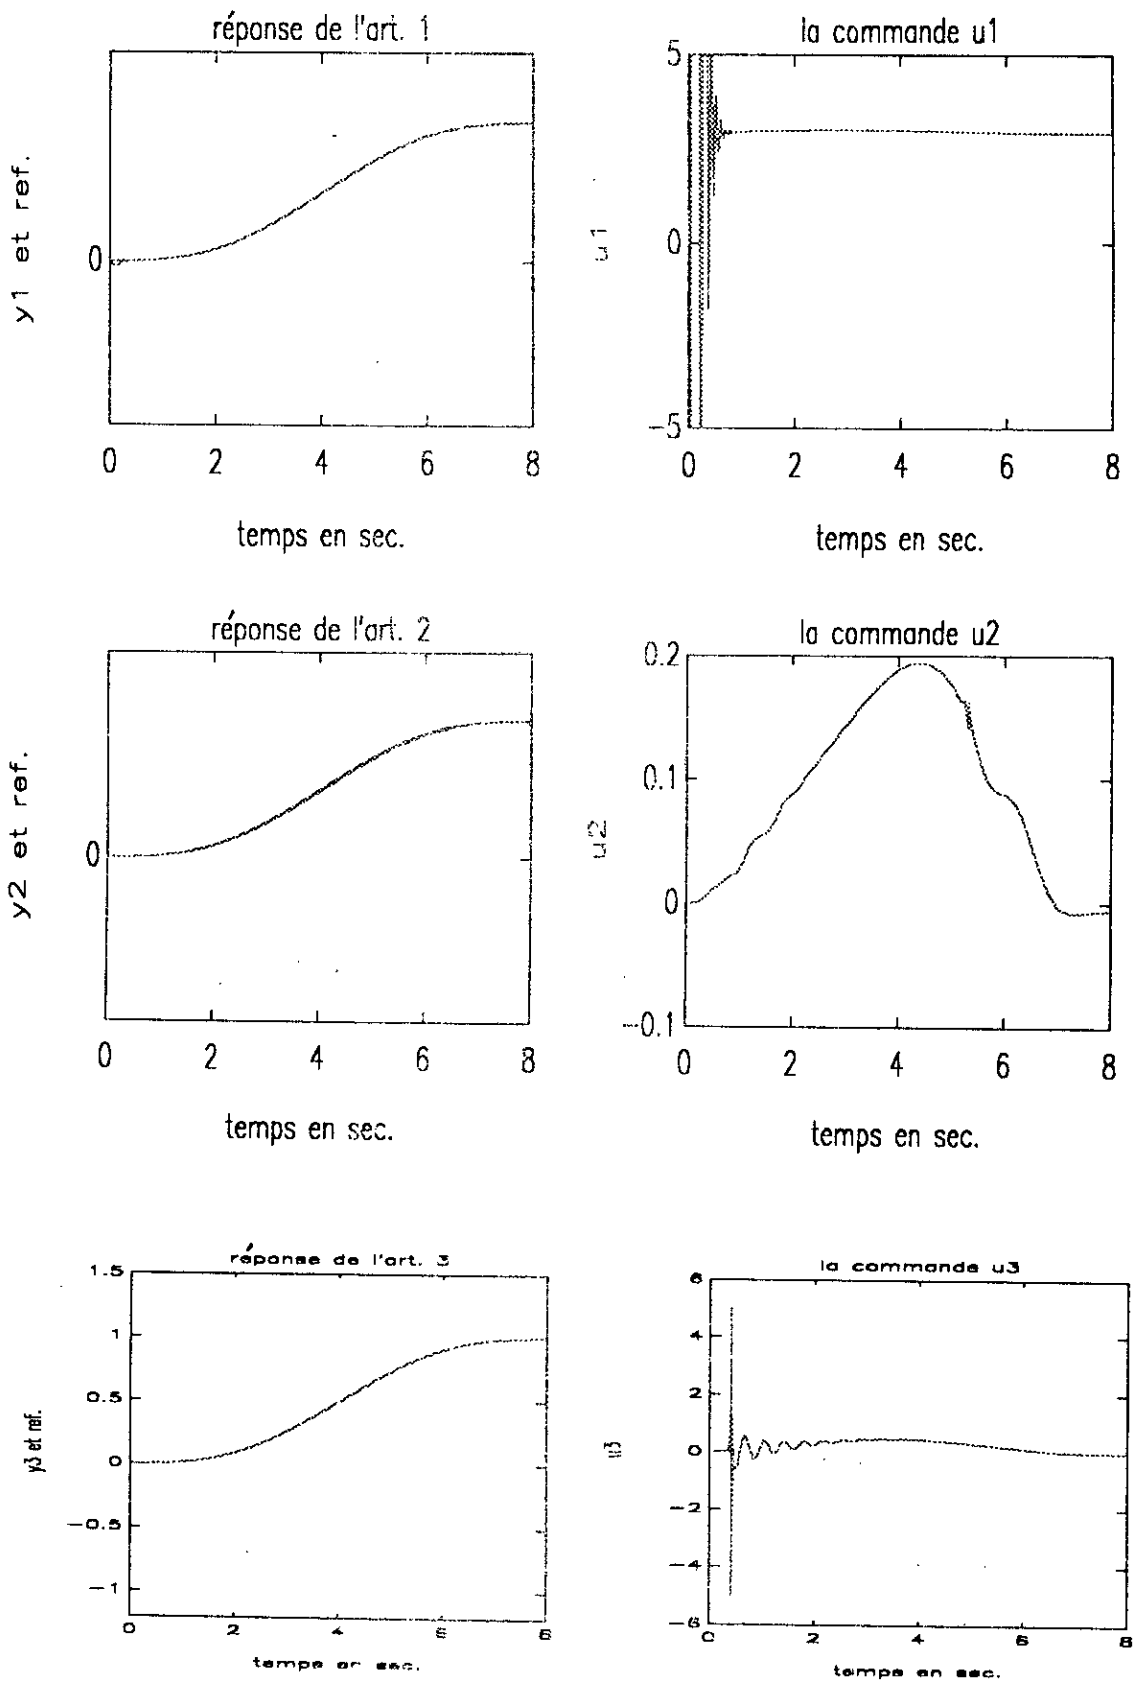 réponse de l'art. 1
y1 et ref.
0
0 2 4 6 8
temps en sec.
la commande u1
u1
5
0
-5
0 2 4 6 8
temps en sec.
réponse de l'art. 2
y2 et ref.
0
0 2 4 6 8
temps en sec.
la commande u2
u2
0.2
0.1
0
-0.1
0 2 4 6 8
temps en sec.
réponse de l'art. 3
y3 et ref.
1.5
1
0.5
0
-0.5
-1
0 2 4 6
temps en sec.
la commande u3
u3
6
4
2
0
-2
-4
-6
0 2 4 6 8
temps en sec.